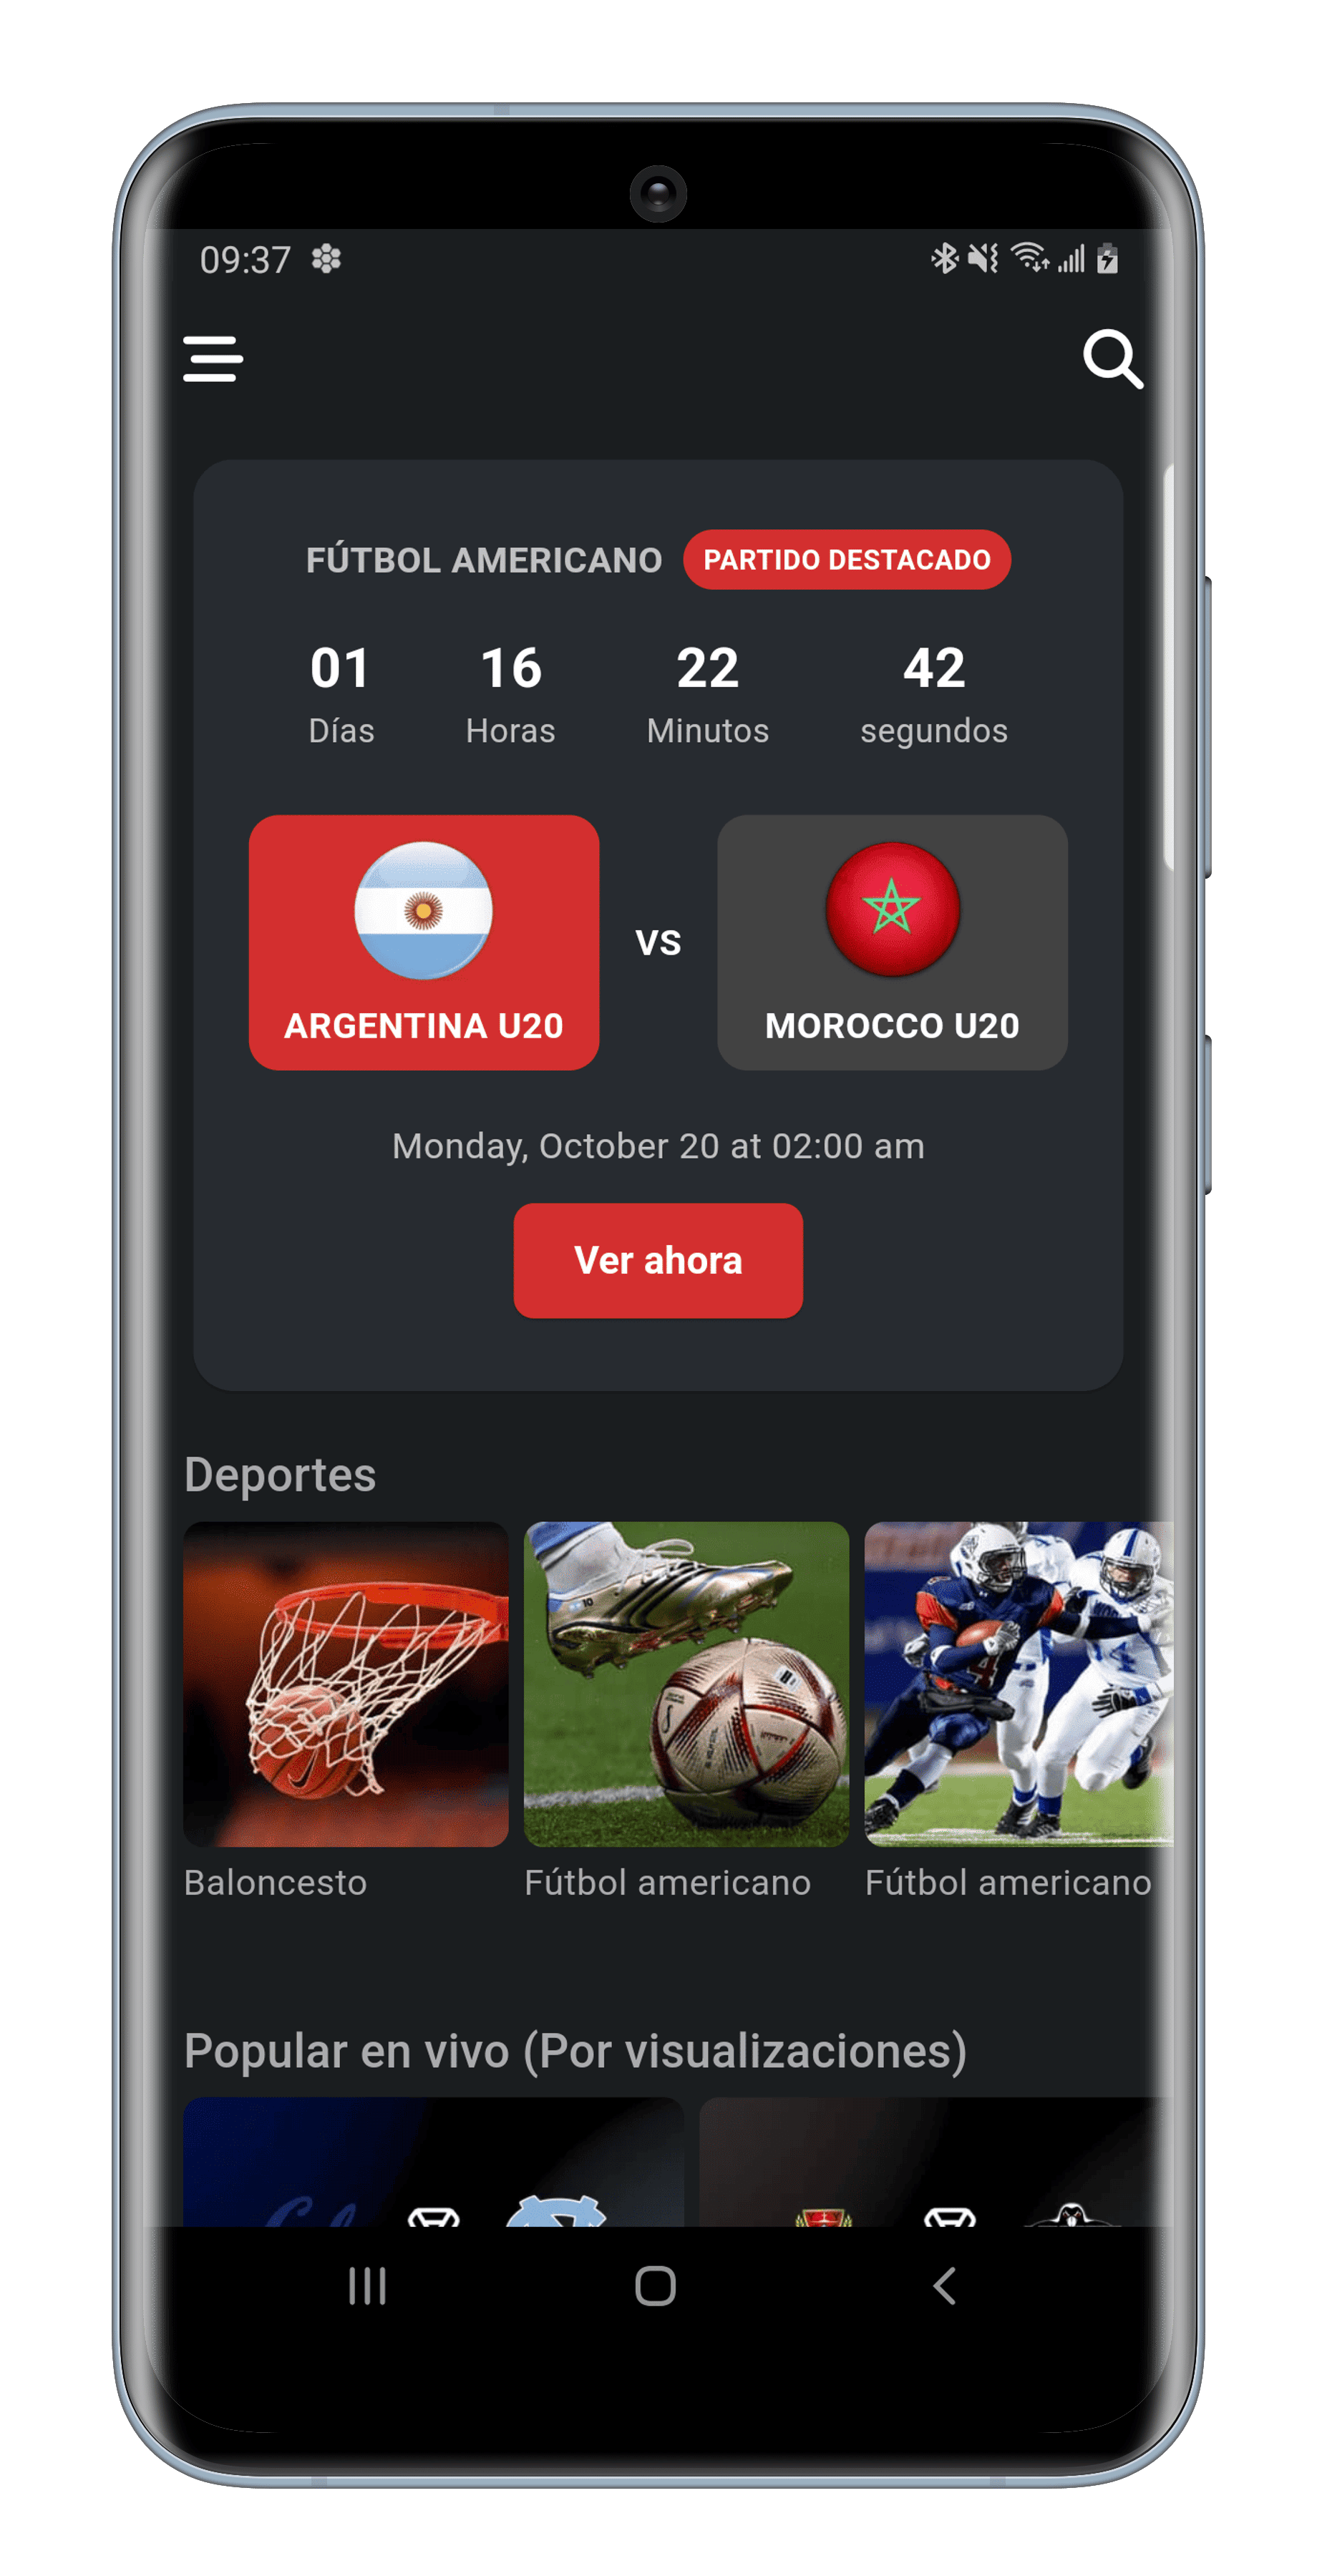 09:37
FÚTBOL AMERICANO PARTIDO DESTACADO
01 16 22 42
Días Horas Minutos segundos
VS
ARGENTINA U20 MOROCCO U20
Monday, October 20 at 02:00 am
Ver ahora
Deportes
10
4
Baloncesto Fútbol americano Fútbol americano
Popular en vivo (Por visualizaciones)